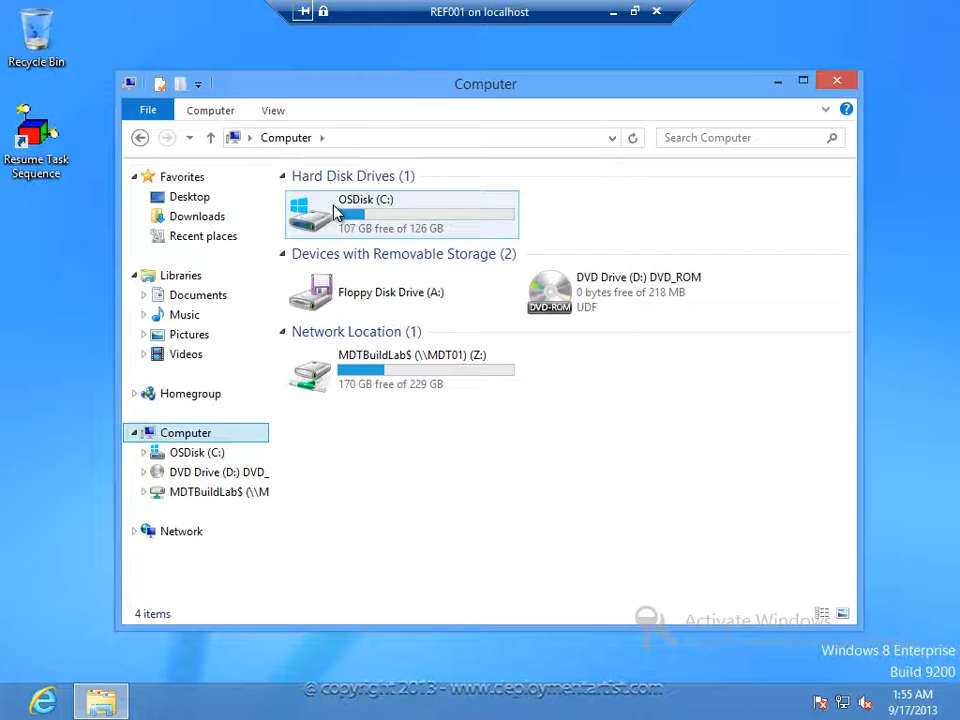 REF001 on localhost
Recycle Bin
Resume Task
Sequence
Computer
File
Computer
View
Computer
Search Computer
Favorites
Desktop
Downloads
Recent places
Libraries
Documents
Music
Pictures
Videos
Homegroup
Computer
OSDisk (C:)
DVD Drive (D:) DVD_
MDTBuildLab$ (\\M
Network
Hard Disk Drives (1)
OSDisk (C:)
107 GB free of 126 GB
Devices with Removable Storage (2)
Floppy Disk Drive (A:)
DVD Drive (D:) DVD_ROM
0 bytes free of 218 MB
UDF
DVD-ROM
Network Location (1)
MDTBuildLab$ (\\MDT01) (Z:)
170 GB free of 229 GB
4 items
Activate Windows
Windows 8 Enterprise
Build 9200
@ copyright 2013 - www.deploymentartist.com
1:55 AM
9/17/2013